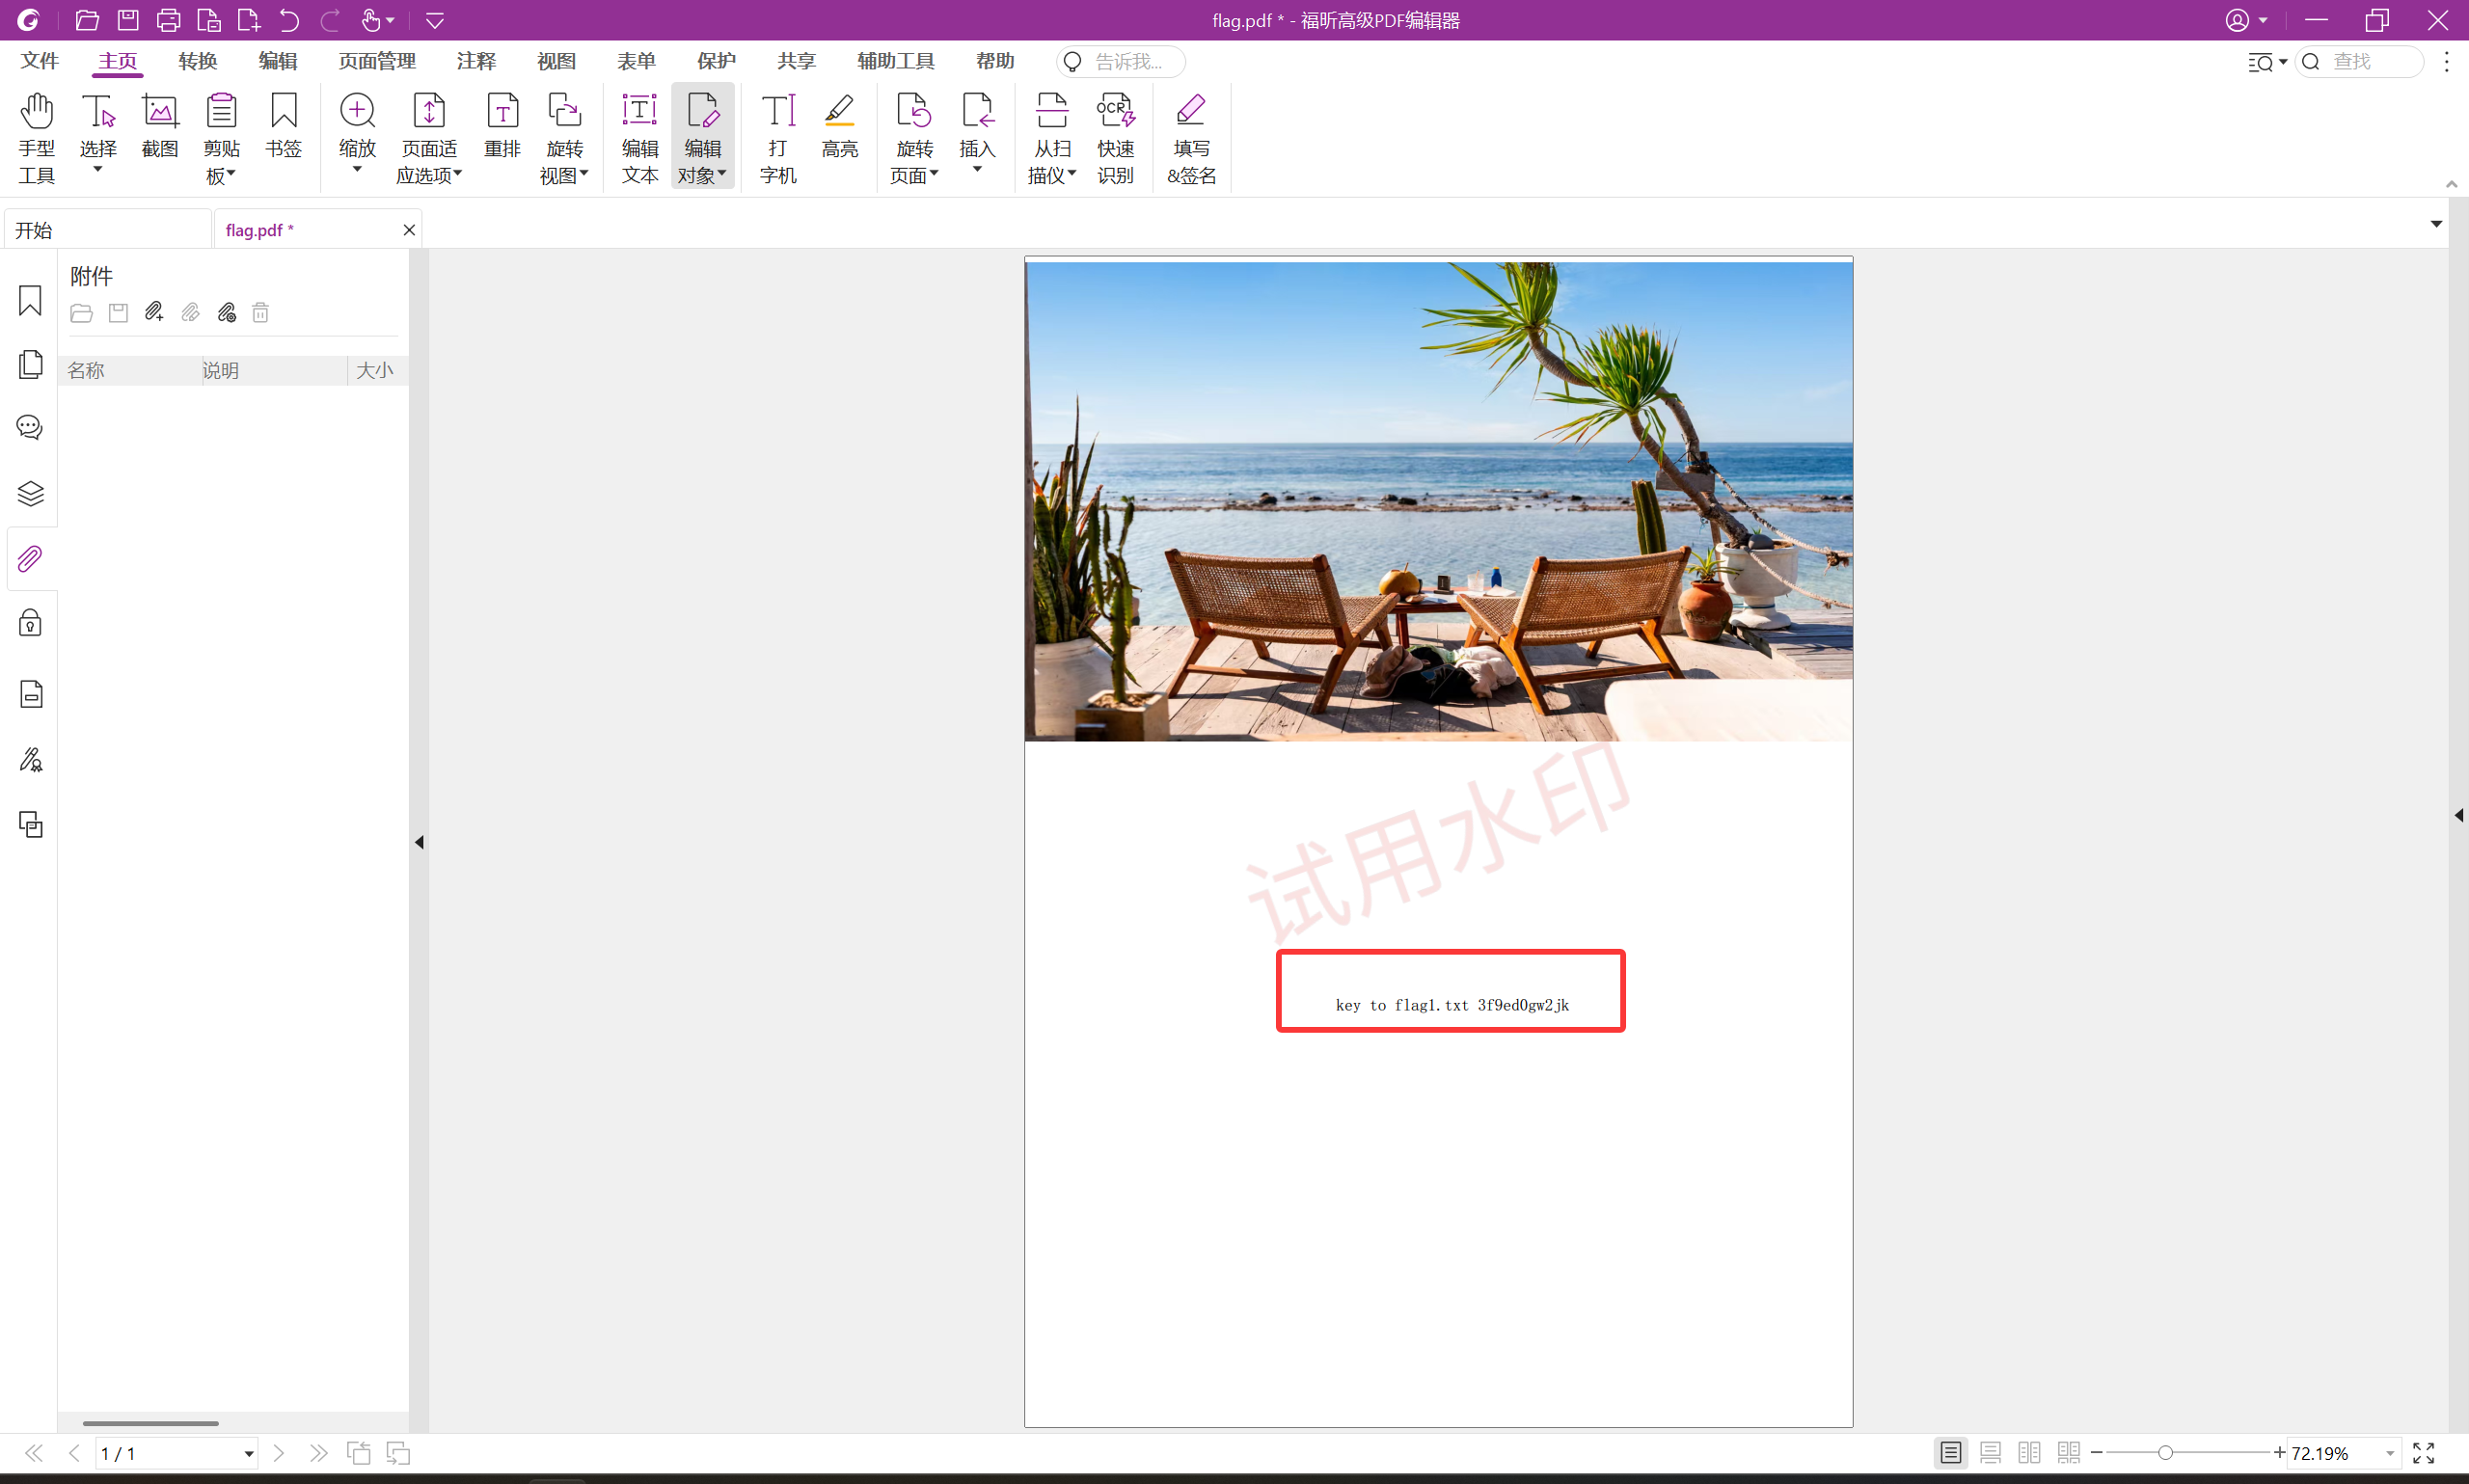 flag.pdf * - 福昕高级PDF编辑器
文件 主页 转换 编辑 页面管理 注释 视图 表单 保护 共享 辅助工具 帮助 告诉我... 查找
手型工具 选择 截图 剪贴板 书签 缩放 页面适应选项 重排 旋转视图 编辑文本 编辑对象 打字机 高亮 旋转页面 插入 从扫描仪 OCR 快速识别 填写&签名
开始 flag.pdf *
附件
名称 说明 大小
试用水印
key to flag1.txt 3f9ed0gw2jk
1 / 1 72.19%